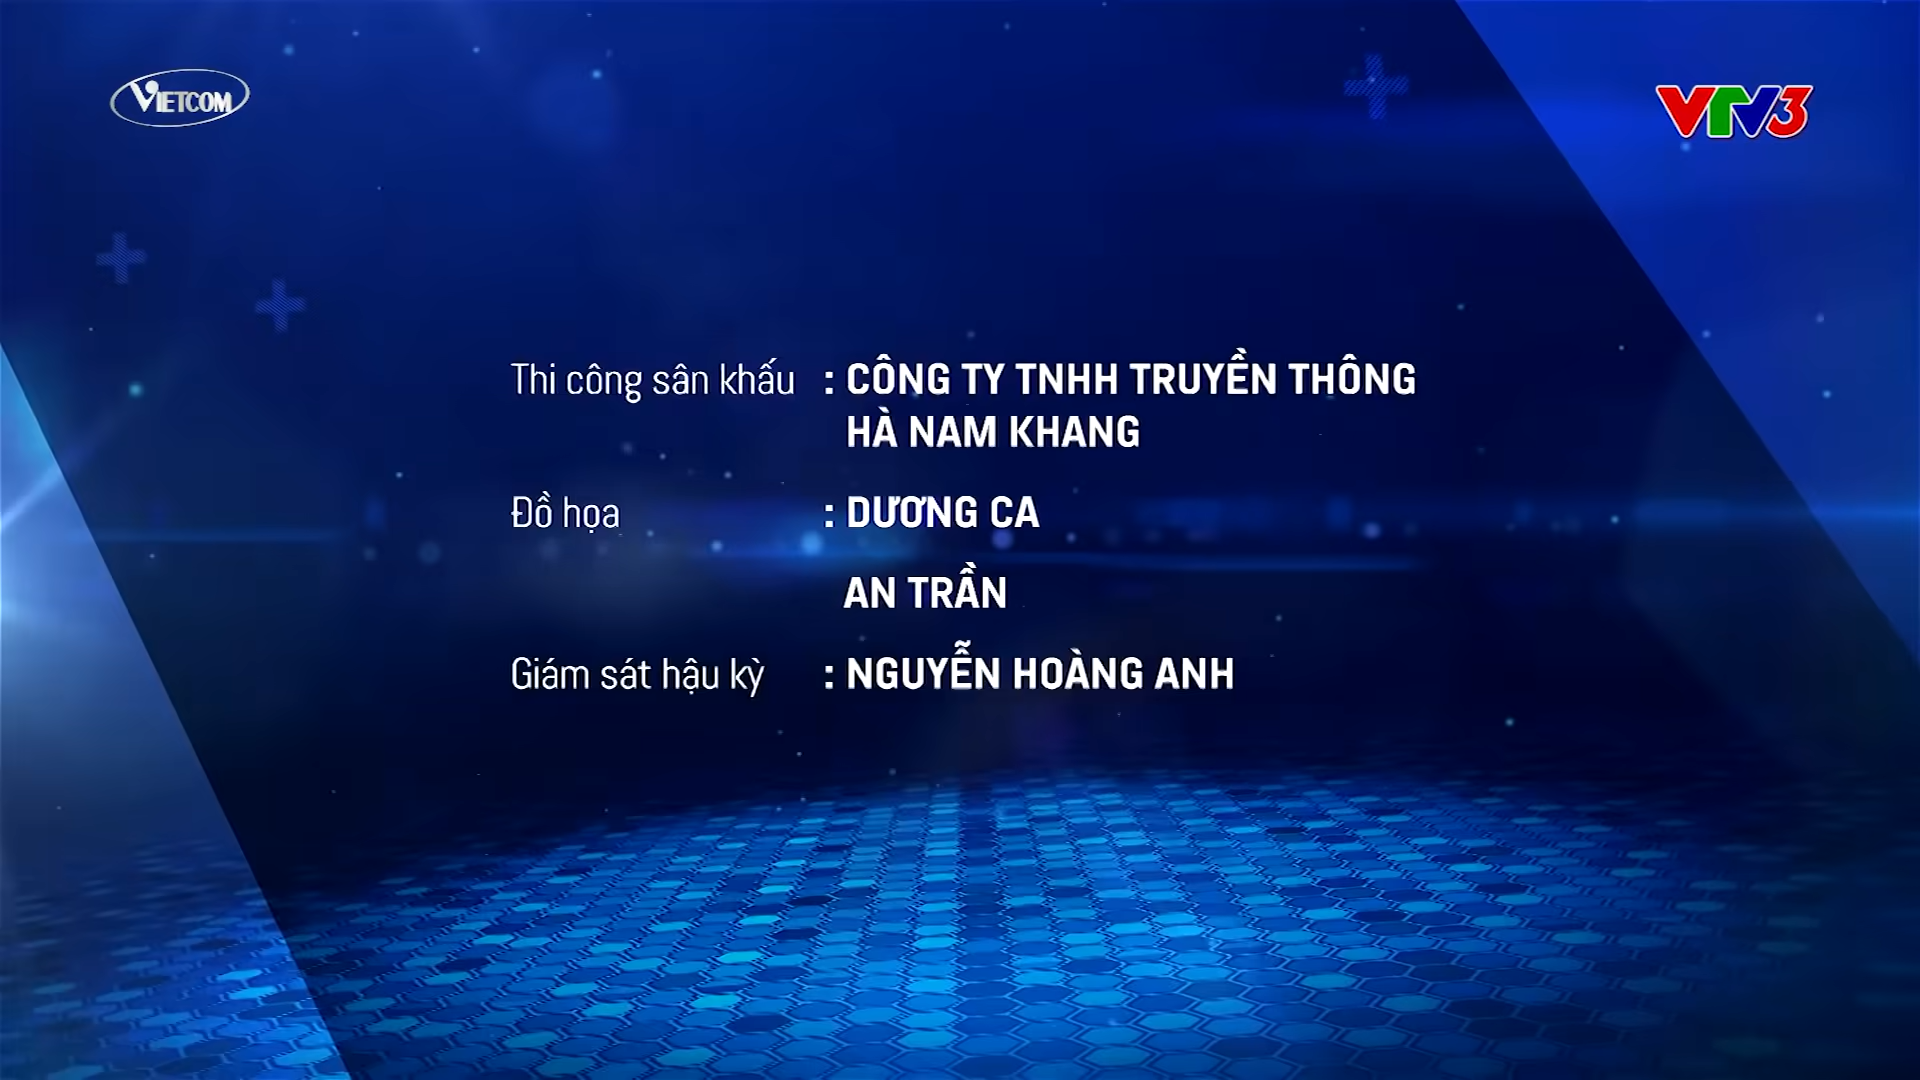 VIETCOM
VTV3
Thi công sân khấu : CÔNG TY TNHH TRUYỀN THÔNG
HÀ NAM KHANG
Đồ họa : DƯƠNG CA
AN TRẦN
Giám sát hậu kỳ : NGUYỄN HOÀNG ANH